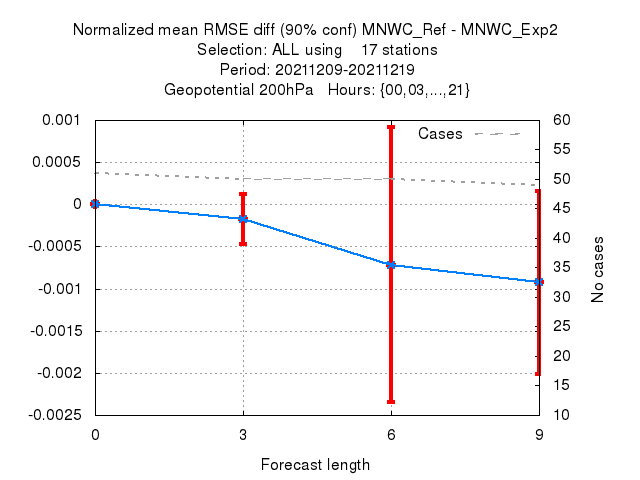 Normalized mean RMSE diff (90% conf) MNWC_Ref - MNWC_Exp2
Selection: ALL using    17 stations
Period: 20211209-20211219
Geopotential 200hPa   Hours: {00,03,...,21}
Cases
0.001
0.0005
0
-0.0005
-0.001
-0.0015
-0.002
-0.0025
60
55
50
45
40
35
30
25
20
15
10
No cases
0 3 6 9
Forecast length